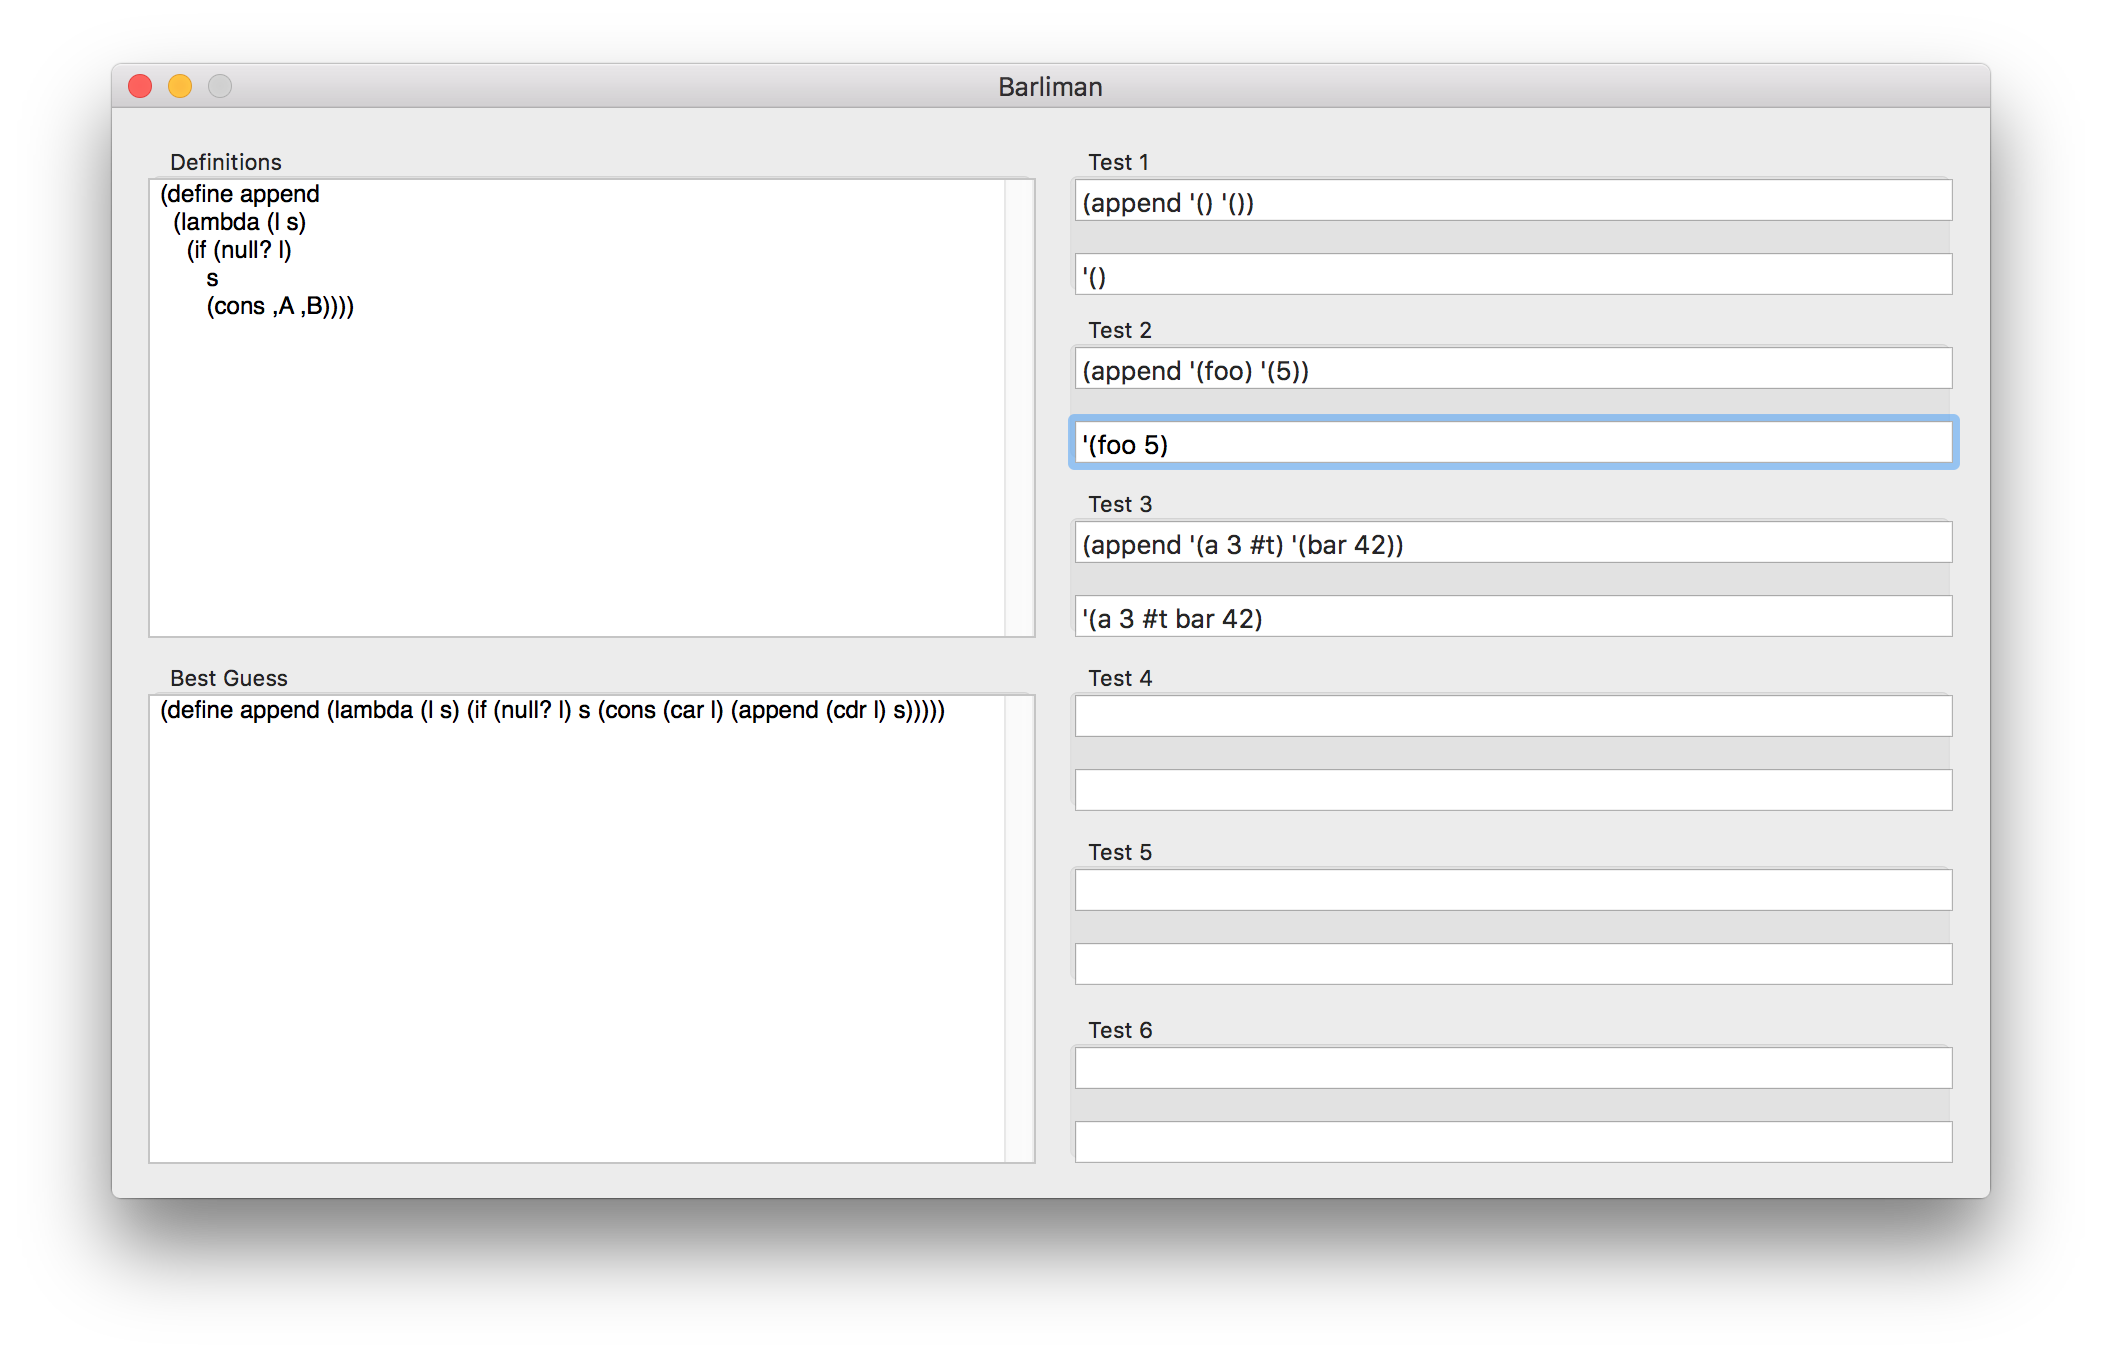 Barliman
Definitions
(define append
(lambda (l s)
(if (null? l)
s
(cons ,A ,B))))
Best Guess
(define append (lambda (l s) (if (null? l) s (cons (car l) (append (cdr l) s)))))
Test 1
(append '() '())
'()
Test 2
(append '(foo) '(5))
'(foo 5)
Test 3
(append '(a 3 #t) '(bar 42))
'(a 3 #t bar 42)
Test 4
Test 5
Test 6